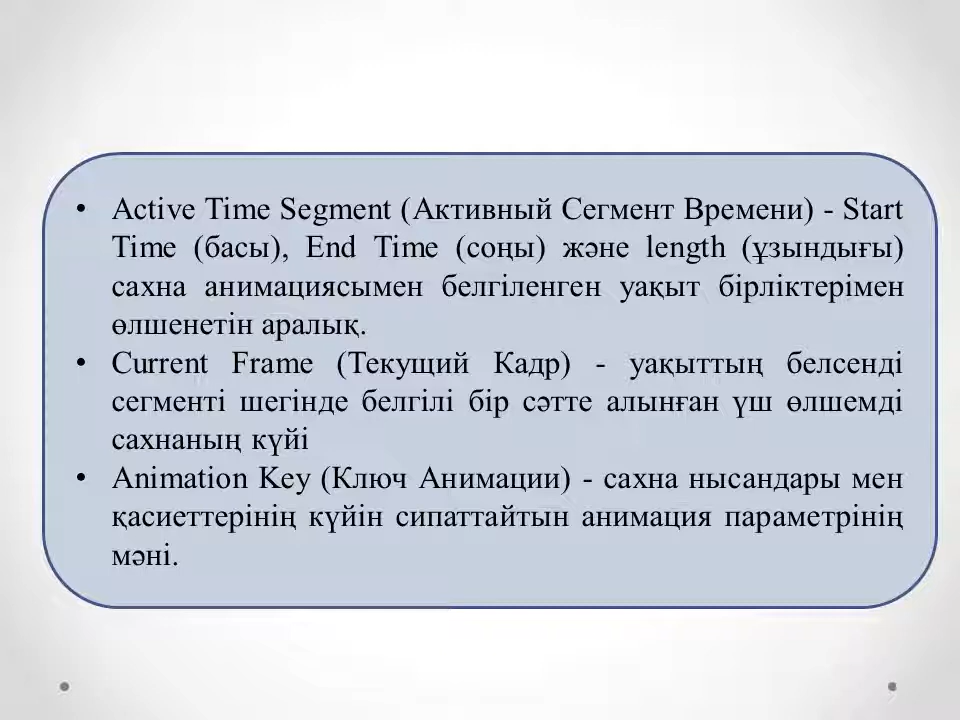 • Active Time Segment (Активный Сегмент Времени) - Start
Time (басы), End Time (соңы) және length (ұзындығы)
сахна анимациясымен белгіленген уақыт бірліктерімен
өлшенетін аралық.
• Current Frame (Текущий Кадр) - уақыттың белсенді
сегменті шегінде белгілі бір сәтте алынған үш өлшемді
сахнаның күйі
• Animation Key (Ключ Анимации) - сахна нысандары мен
қасиеттерінің күйін сипаттайтын анимация параметрінің
мәні.